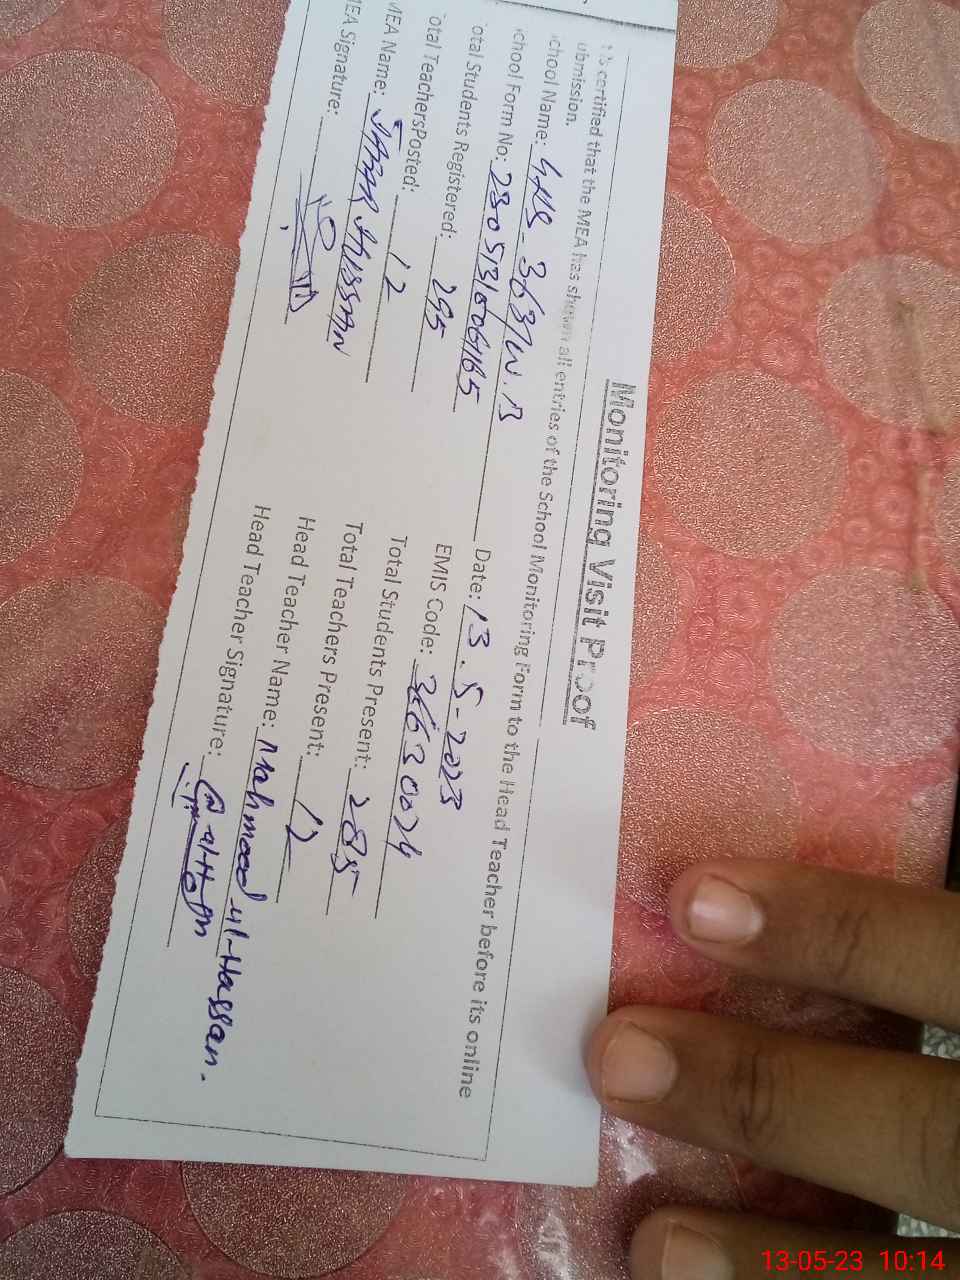 Monitoring Visit Proof
t is certified that the MEA has shown all entries of the School Monitoring Form to the Head Teacher before its online
ubmission.
chool Name: GHS 363/W.B Date: 13.5-2023
chool Form No: EMIS Code: 36630024
otal Students Registered: 295 Total Students Present: 285
otal TeachersPosted: 12 Total Teachers Present: 12
MEA Name: HUSSAIN Head Teacher Name: Mahmood ul-Hassan.
MEA Signature: Head Teacher Signature:
13-05-23 10:14